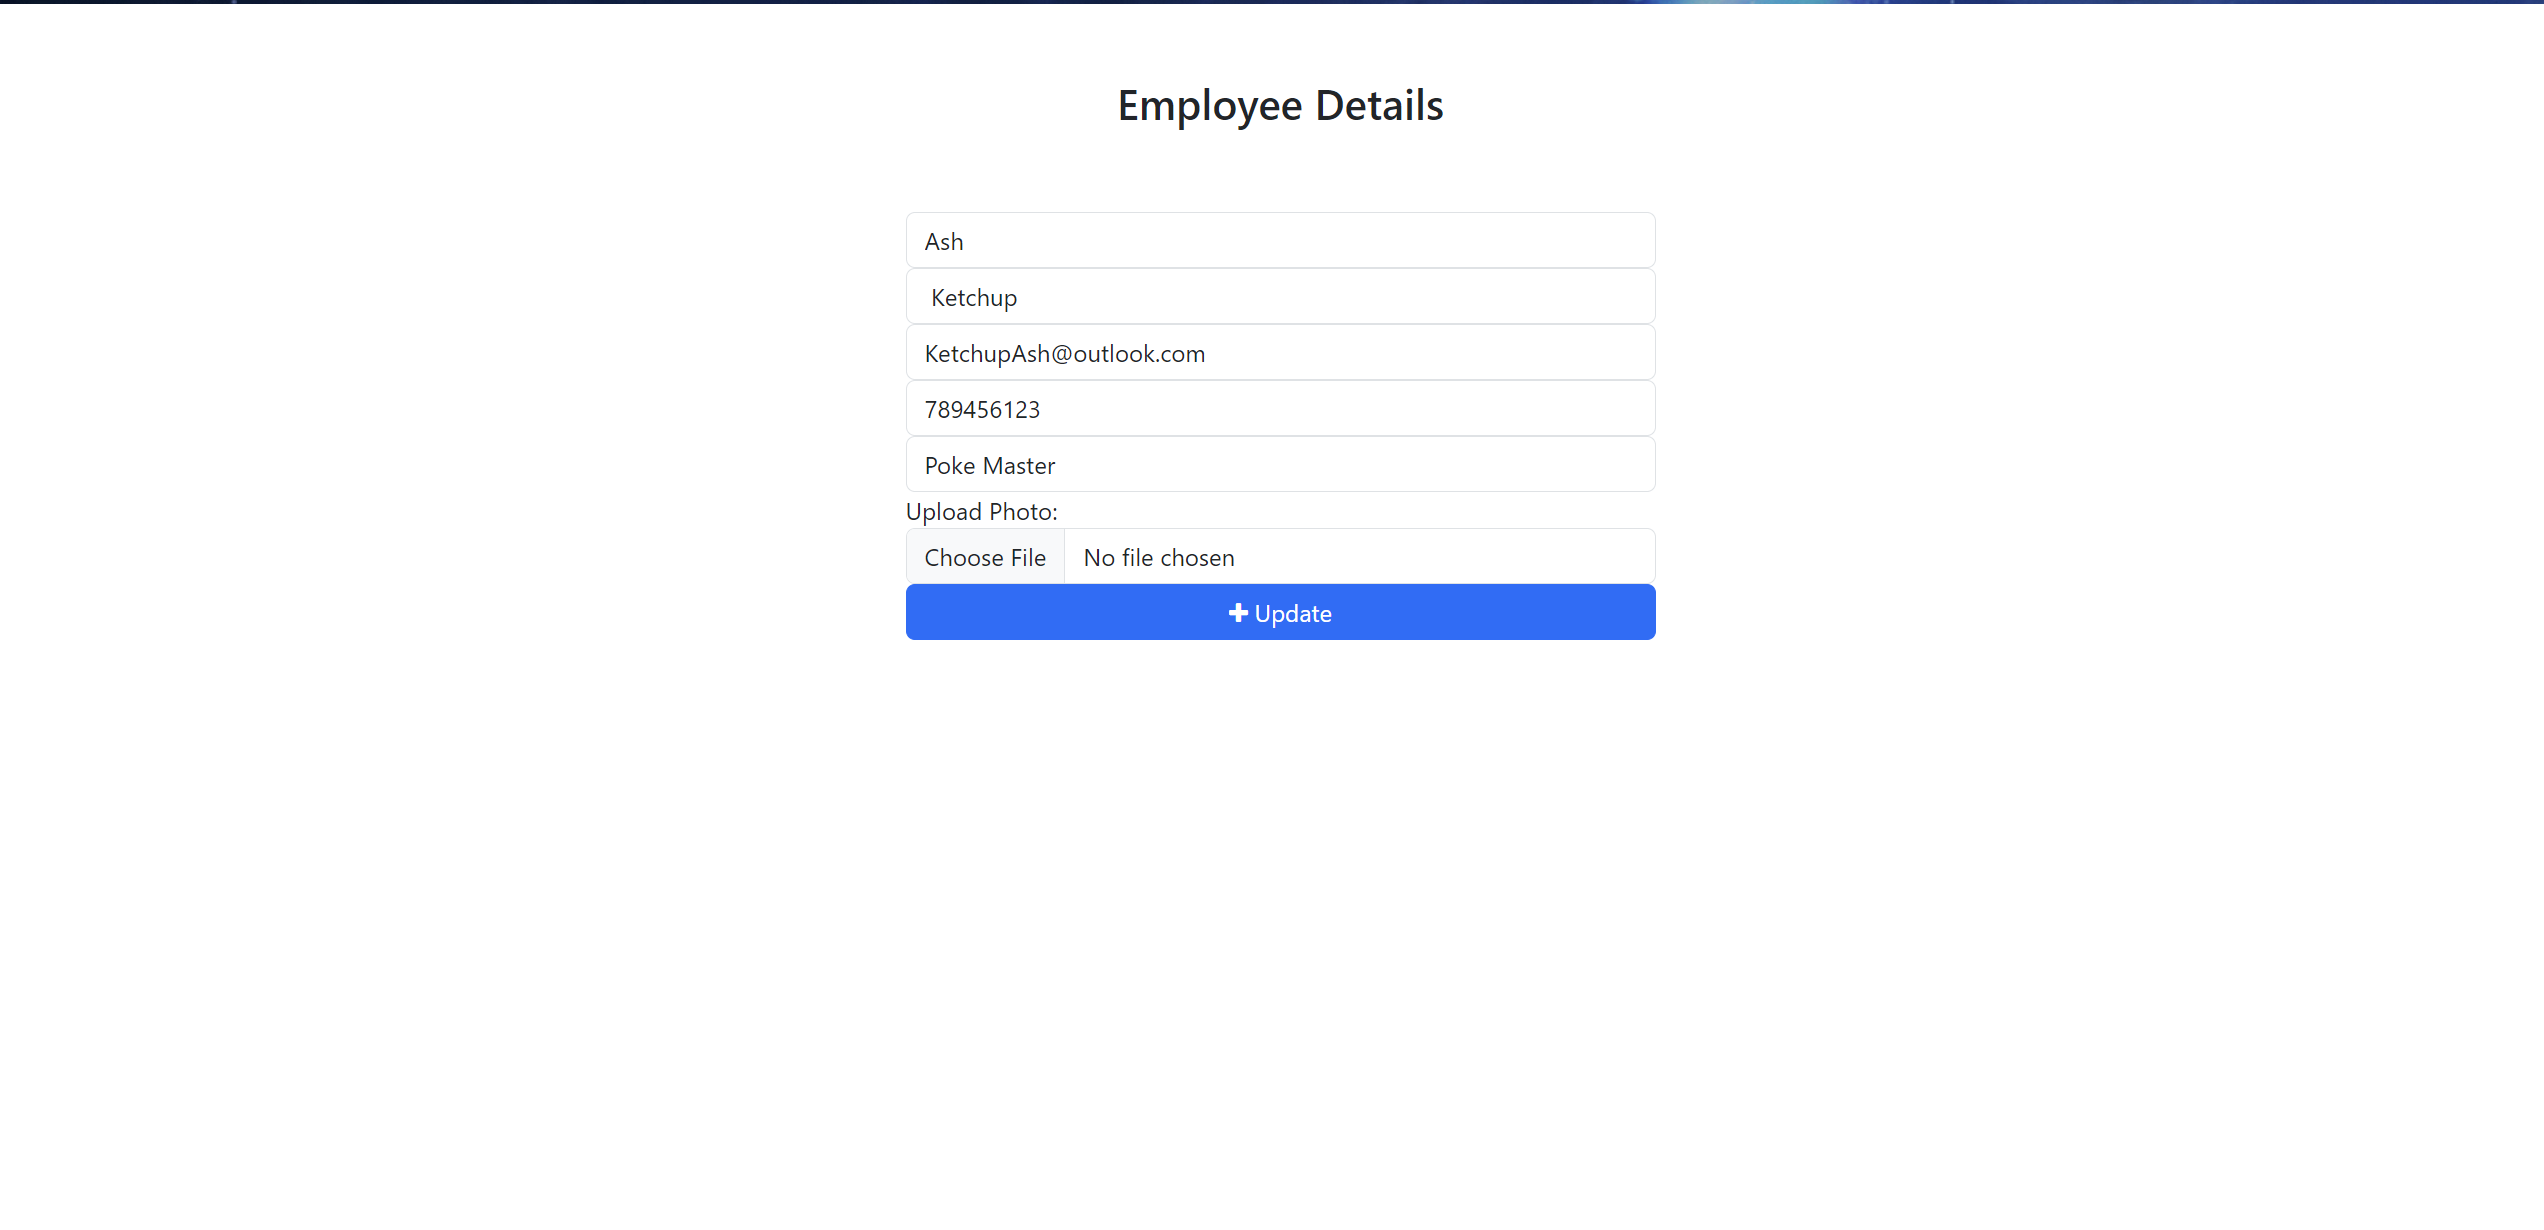 Employee Details
Ash
Ketchup
KetchupAsh@outlook.com
789456123
Poke Master
Upload Photo:
Choose File No file chosen
Update